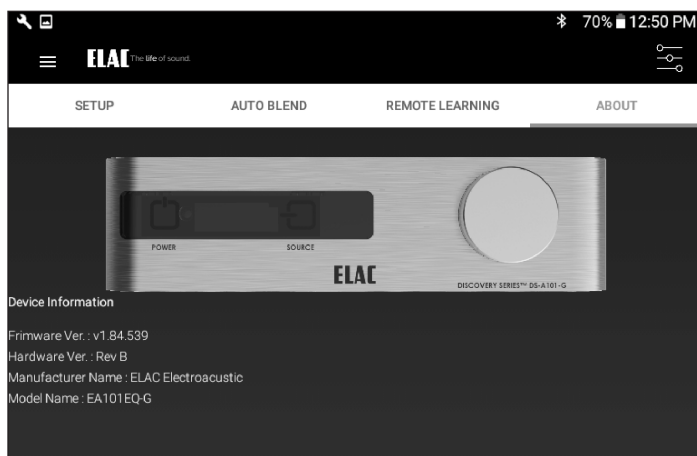 70% 12:50 PM
ELAC The life of sound.
SETUP AUTO BLEND REMOTE LEARNING ABOUT
POWER SOURCE
ELAC
DISCOVERY SERIES™ DS-A101-G
Device Information
Frimware Ver. : v1.84.539
Hardware Ver. : Rev B
Manufacturer Name : ELAC Electroacustic
Model Name : EA101EQ-G